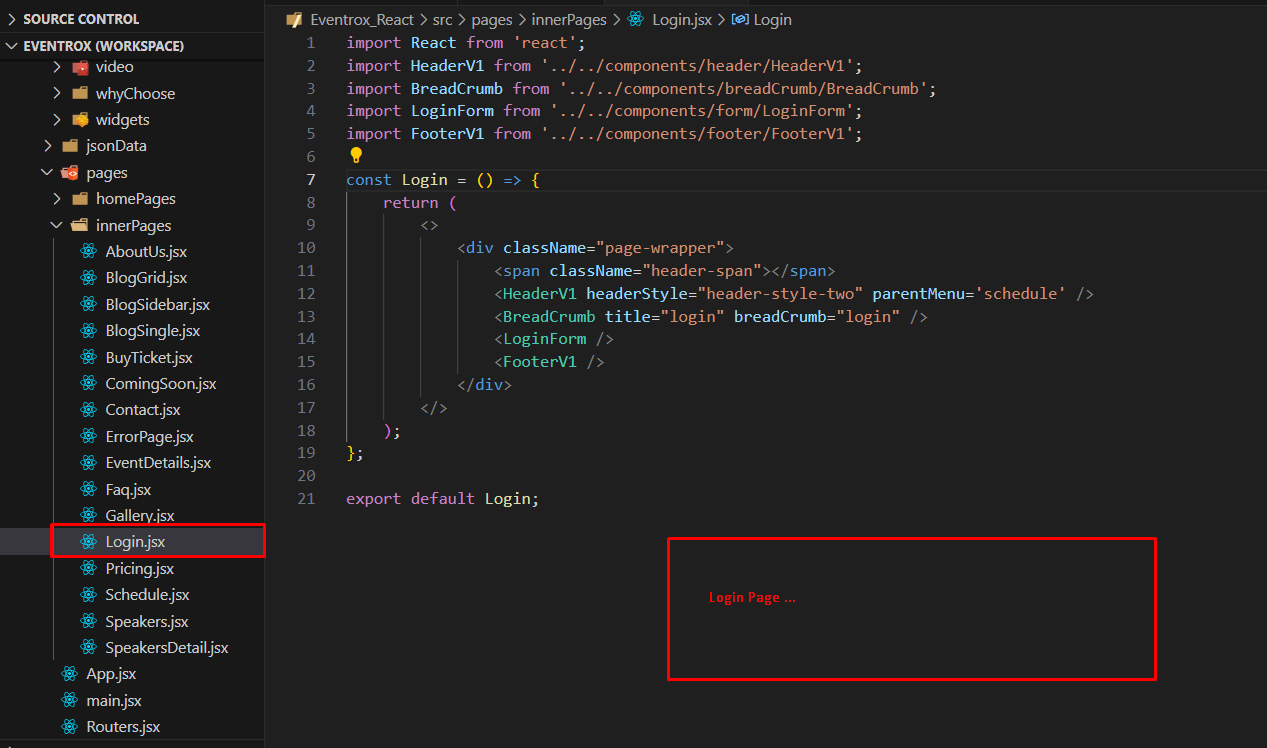 SOURCE CONTROL
EVENTROX (WORKSPACE)
video
whyChoose
widgets
jsonData
pages
homePages
innerPages
AboutUs.jsx
BlogGrid.jsx
BlogSidebar.jsx
BlogSingle.jsx
BuyTicket.jsx
ComingSoon.jsx
Contact.jsx
ErrorPage.jsx
EventDetails.jsx
Faq.jsx
Gallery.jsx
Login.jsx
Pricing.jsx
Schedule.jsx
Speakers.jsx
SpeakersDetail.jsx
App.jsx
main.jsx
Routers.jsx
Eventrox_React > src > pages > innerPages > Login.jsx > Login
1 import React from 'react';
2 import HeaderV1 from '../../components/header/HeaderV1';
3 import BreadCrumb from '../../components/breadCrumb/BreadCrumb';
4 import LoginForm from '../../components/form/LoginForm';
5 import FooterV1 from '../../components/footer/FooterV1';
6
7 const Login = () => {
8 return (
9 <>
10 <div className="page-wrapper">
11 <span className="header-span"></span>
12 <HeaderV1 headerStyle="header-style-two" parentMenu='schedule' />
13 <BreadCrumb title="login" breadCrumb="login" />
14 <LoginForm />
15 <FooterV1 />
16 </div>
17 </>
18 );
19 };
20
21 export default Login;
Login Page ...